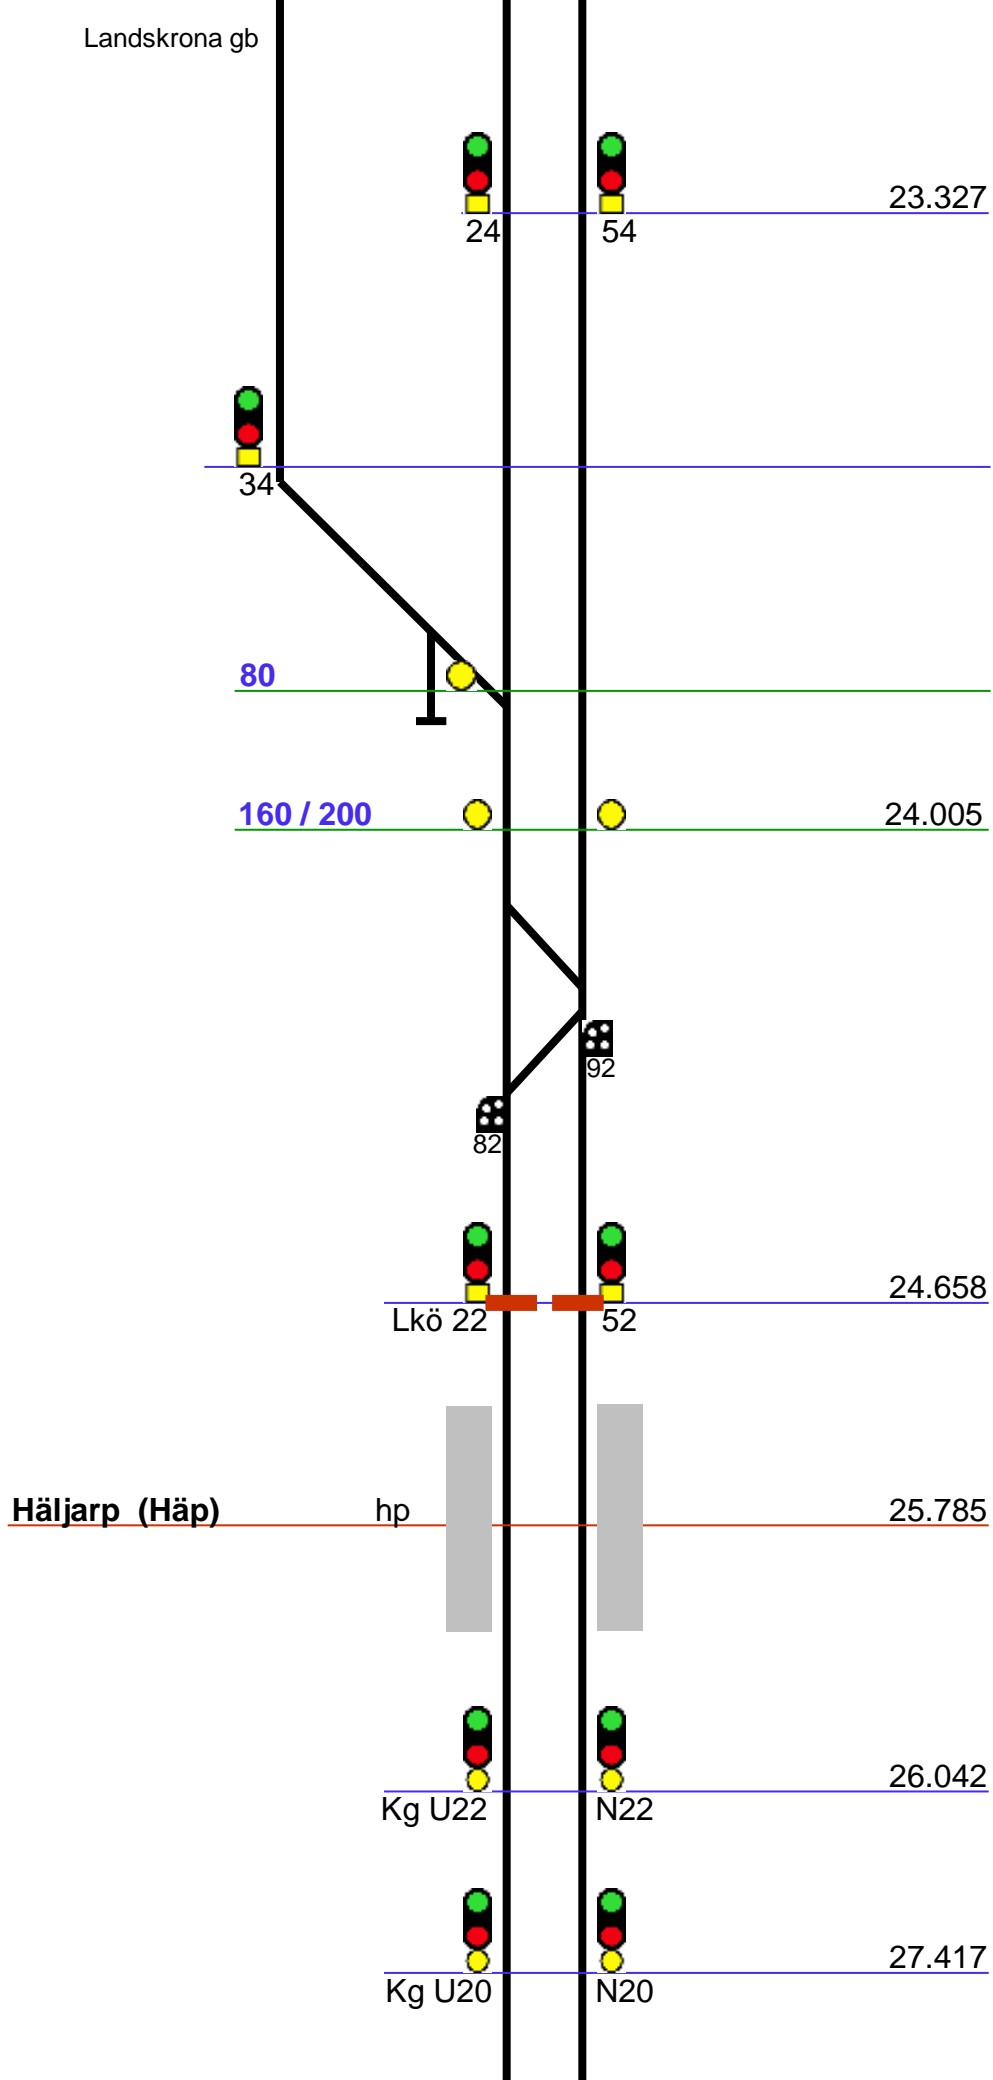 Landskrona gb
23.327
24 54
34
80
160 / 200 24.005
92
82
24.658
Lkö 22 52
Häljarp (Häp) hp 25.785
26.042
Kg U22 N22
27.417
Kg U20 N20